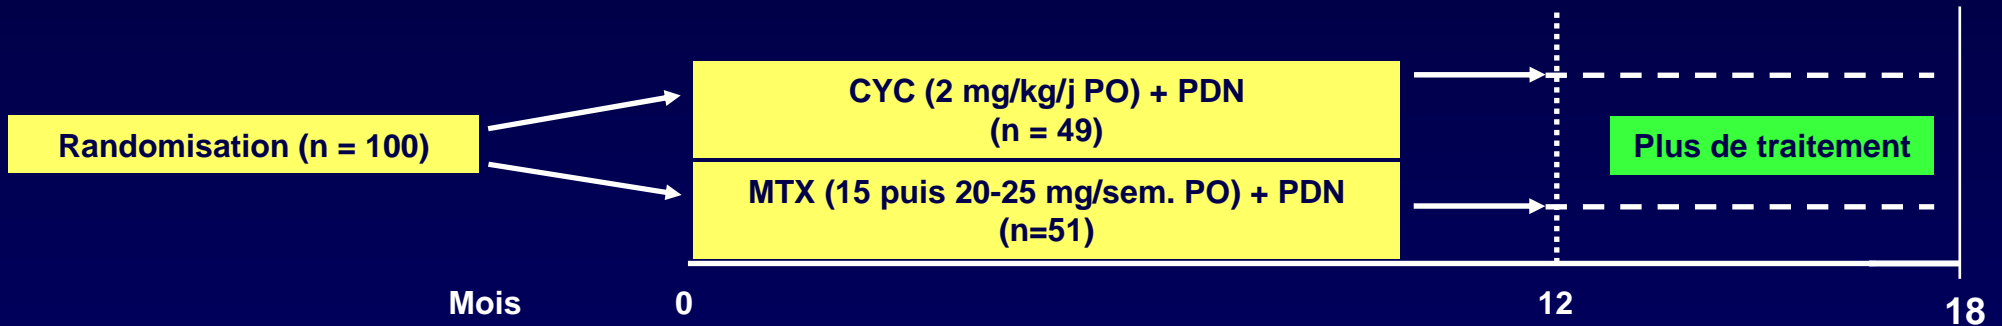 CYC (2 mg/kg/j PO) + PDN
(n = 49)
Randomisation (n = 100)
Plus de traitement
MTX (15 puis 20-25 mg/sem. PO) + PDN
(n=51)
Mois 0 12 18